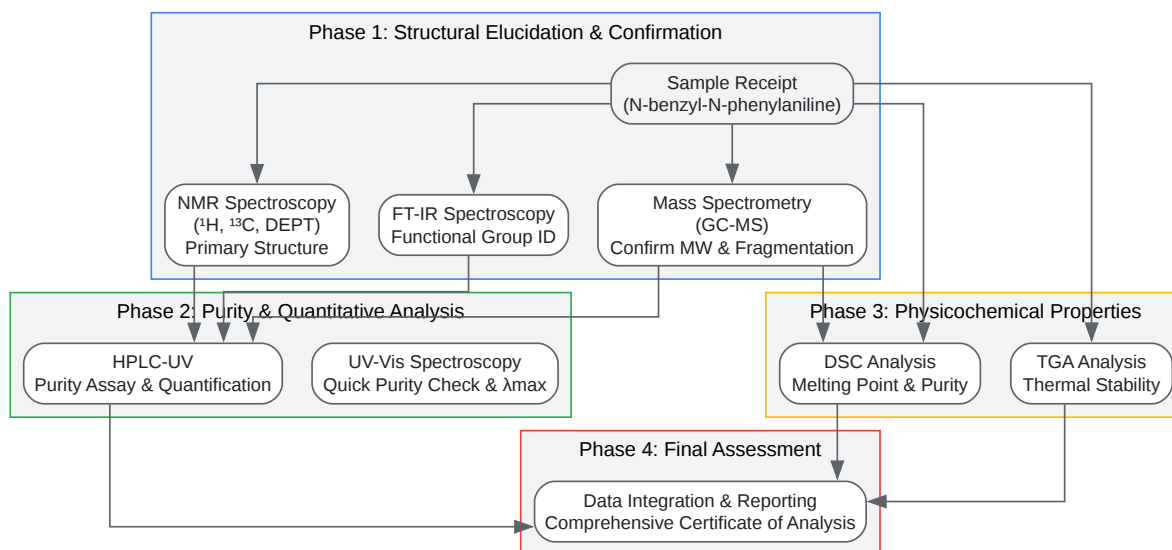 Phase 1: Structural Elucidation & Confirmation
Sample Receipt
(N-benzyl-N-phenylaniline)
NMR Spectroscopy
(¹H, ¹³C, DEPT)
Primary Structure
FT-IR Spectroscopy
Functional Group ID
Mass Spectrometry
(GC-MS)
Confirm MW & Fragmentation
Phase 2: Purity & Quantitative Analysis
HPLC-UV
Purity Assay & Quantification
UV-Vis Spectroscopy
Quick Purity Check & λmax
Phase 3: Physicochemical Properties
DSC Analysis
Melting Point & Purity
TGA Analysis
Thermal Stability
Phase 4: Final Assessment
Data Integration & Reporting
Comprehensive Certificate of Analysis